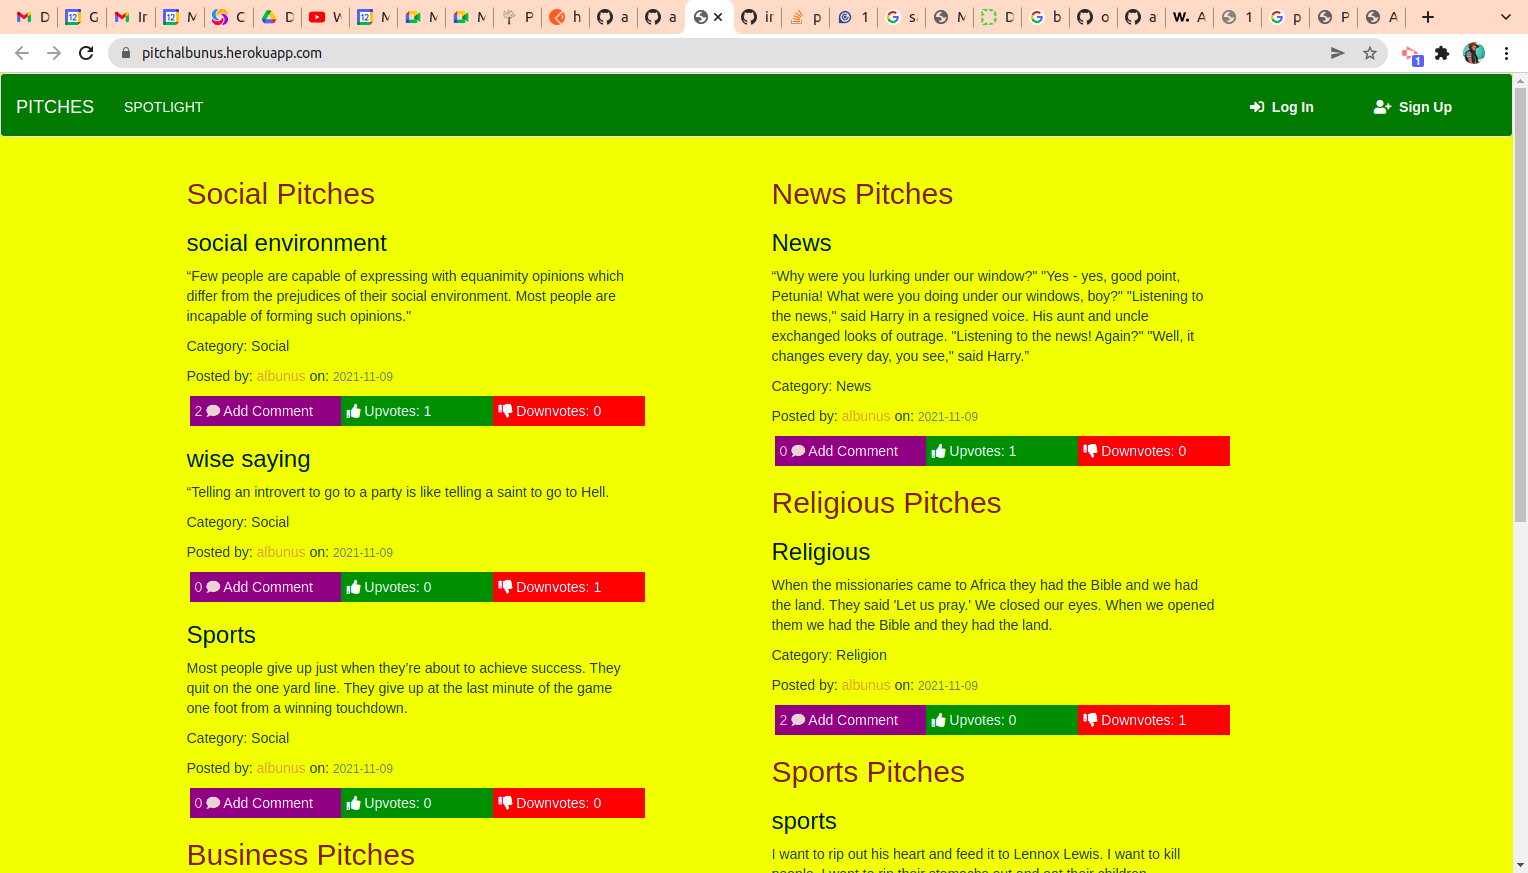 pitchalbunus.herokuapp.com
1
PITCHES
SPOTLIGHT
Log In
Sign Up
Social Pitches
social environment
“Few people are capable of expressing with equanimity opinions which
differ from the prejudices of their social environment. Most people are
incapable of forming such opinions."
Category: Social
Posted by: albunus on: 2021-11-09
2 Add Comment
Upvotes: 1
Downvotes: 0
wise saying
“Telling an introvert to go to a party is like telling a saint to go to Hell.
Category: Social
Posted by: albunus on: 2021-11-09
0 Add Comment
Upvotes: 0
Downvotes: 1
Sports
Most people give up just when they’re about to achieve success. They
quit on the one yard line. They give up at the last minute of the game
one foot from a winning touchdown.
Category: Social
Posted by: albunus on: 2021-11-09
0 Add Comment
Upvotes: 0
Downvotes: 0
Business Pitches
News Pitches
News
“Why were you lurking under our window?" "Yes - yes, good point,
Petunia! What were you doing under our windows, boy?" "Listening to
the news," said Harry in a resigned voice. His aunt and uncle
exchanged looks of outrage. "Listening to the news! Again?" "Well, it
changes every day, you see," said Harry.”
Category: News
Posted by: albunus on: 2021-11-09
0 Add Comment
Upvotes: 1
Downvotes: 0
Religious Pitches
Religious
When the missionaries came to Africa they had the Bible and we had
the land. They said 'Let us pray.' We closed our eyes. When we opened
them we had the Bible and they had the land.
Category: Religion
Posted by: albunus on: 2021-11-09
2 Add Comment
Upvotes: 0
Downvotes: 1
Sports Pitches
sports
I want to rip out his heart and feed it to Lennox Lewis. I want to kill
people. I want to rip their stomachs out and eat their children.